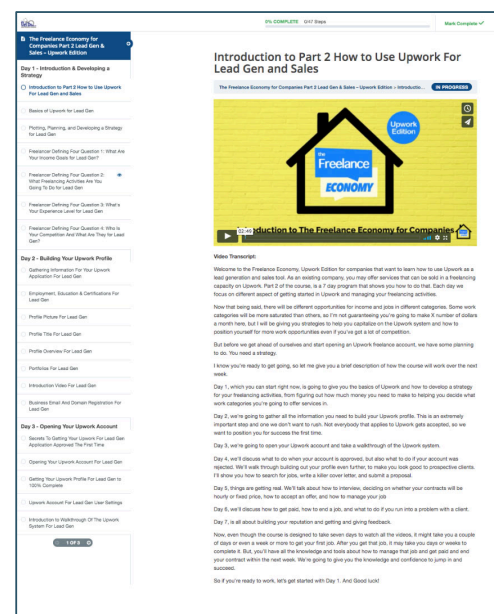 0% COMPLETE 0/47 Steps
Mark Complete ✓
The Freelance Economy for
Companies Part 2 Lead Gen &
Sales – Upwork Edition
Day 1 - Introduction & Developing a
Strategy
Introduction to Part 2 How to Use Upwork
For Lead Gen and Sales
Basics of Upwork for Lead Gen
Plotting, Planning, and Developing a Strategy
for Lead Gen
Freelancer Defining Four Question 1: What Are
Your Income Goals for Lead Gen?
Freelancer Defining Four Question 2:
What Freelancing Activities Are You
Going To Do for Lead Gen
Freelancer Defining Four Question 3: What's
Your Experience Level for Lead Gen
Freelancer Defining Four Question 4: Who Is
Your Competition And What Are They for Lead
Gen?
Day 2 - Building Your Upwork Profile
Gathering Information For Your Upwork
Application For Lead Gen
Employment, Education & Certifications For
Lead Gen
Profile Picture For Lead Gen
Profile Title For Lead Gen
Profile Overview For Lead Gen
Portfolios For Lead Gen
Introduction Video For Lead Gen
Business Email And Domain Registration For
Lead Gen
Day 3 - Opening Your Upwork Account
Secrets To Getting Your Upwork For Lead Gen
Application Approved The First Time
Opening Your Upwork Account For Lead Gen
Getting Your Upwork Profile For Lead Gen to
100% Complete
Upwork Account For Lead Gen User Settings
Introduction to Walkthrough Of The Upwork
System For Lead Gen
1 OF 3
Introduction to Part 2 How to Use Upwork For
Lead Gen and Sales
The Freelance Economy for Companies Part 2 Lead Gen & Sales – Upwork Edition > Introductio...
IN PROGRESS
Upwork
Edition
the
Freelance
ECONOMY
02:49
duction to The Freelance Economy for Companies
Video Transcript:
Welcome to the Freelance Economy, Upwork Edition for companies that want to learn how to use Upwork as a
lead generation and sales tool. As an existing company, you may offer services that can be sold in a freelancing
capacity on Upwork. Part 2 of the course, is a 7 day program that shows you how to do that. Each day we
focus on different aspect of getting started in Upwork and managing your freelancing activities.
Now that being said, there will be different opportunities for income and jobs in different categories. Some work
categories will be more saturated than others, so I'm not guaranteeing you're going to make X number of dollars
a month here, but I will be giving you strategies to help you capitalize on the Upwork system and how to
position yourself for more work opportunities even if you've got a lot of competition.
But before we get ahead of ourselves and start opening an Upwork freelance account, we have some planning
to do. You need a strategy.
I know you're ready to get going, so let me give you a brief description of how the course will work over the next
week.
Day 1, which you can start right now, is going to give you the basics of Upwork and how to develop a strategy
for your freelancing activities, from figuring out how much money you need to make to helping you decide what
work categories you're going to offer services in.
Day 2, we're going to gather all the information you need to build your Upwork profile. This is an extremely
important step and one we don't want to rush. Not everybody that applies to Upwork gets accepted, so we
want to position you for success the first time.
Day 3, we're going to open your Upwork account and take a walkthrough of the Upwork system.
Day 4, we'll discuss what to do when your account is approved, but also what to do if your account was
rejected. We'll walk through building out your profile even further, to make you look good to prospective clients.
I'll show you how to search for jobs, write a killer cover letter, and submit a proposal.
Day 5, things are getting real. We'll talk about how to interview, deciding on whether your contracts will be
hourly or fixed price, how to accept an offer, and how to manage your job
Day 6, we'll discuss how to get paid, how to end a job, and what to do if you run into a problem with a client.
Day 7, is all about building your reputation and getting and giving feedback.
Now, even though the course is designed to take seven days to watch all the videos, it might take you a couple
of days or even a week or more to get your first job. After you get that job, it may take you days or weeks to
complete it. But, you'll have all the knowledge and tools about how to manage that job and get paid and end
your contract within the next week. We're going to give you the knowledge and confidence to jump in and
succeed.
So if you're ready to work, let's get started with Day 1. And Good luck!